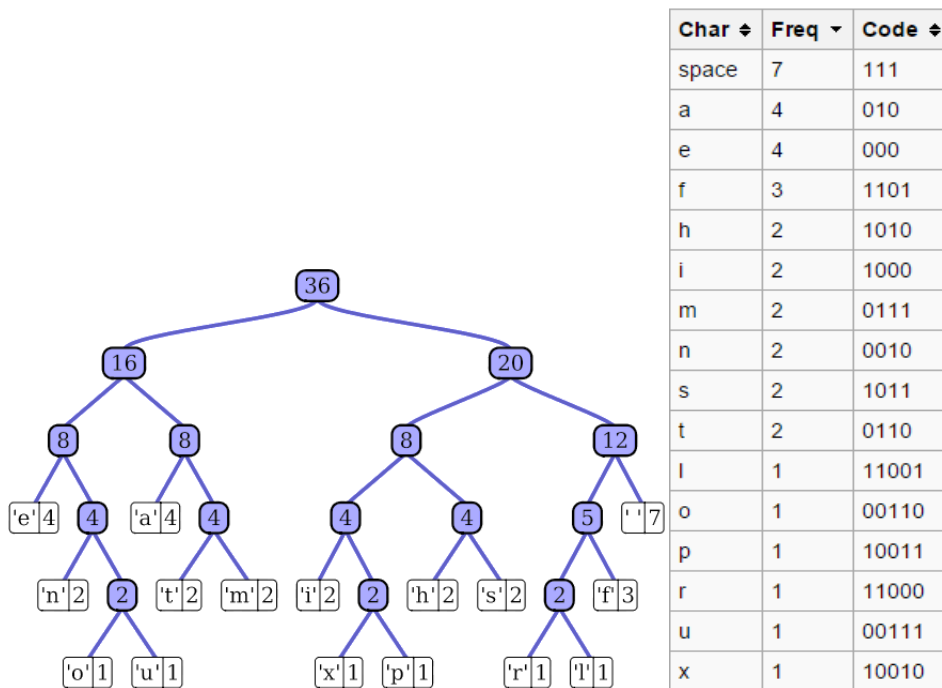 Char Freq Code
space 7 111
a 4 010
e 4 000
f 3 1101
h 2 1010
i 2 1000
m 2 0111
n 2 0010
s 2 1011
t 2 0110
l 1 11001
o 1 00110
p 1 10011
r 1 11000
u 1 00111
x 1 10010
36
16 20
8 8 8 12
'e' 4 4 'a' 4 4 4 4 5 ' ' 7
'n' 2 2 't' 2 'm' 2 'i' 2 2 'h' 2 's' 2 2 'f' 3
'o' 1 'u' 1 'x' 1 'p' 1 'r' 1 'l' 1